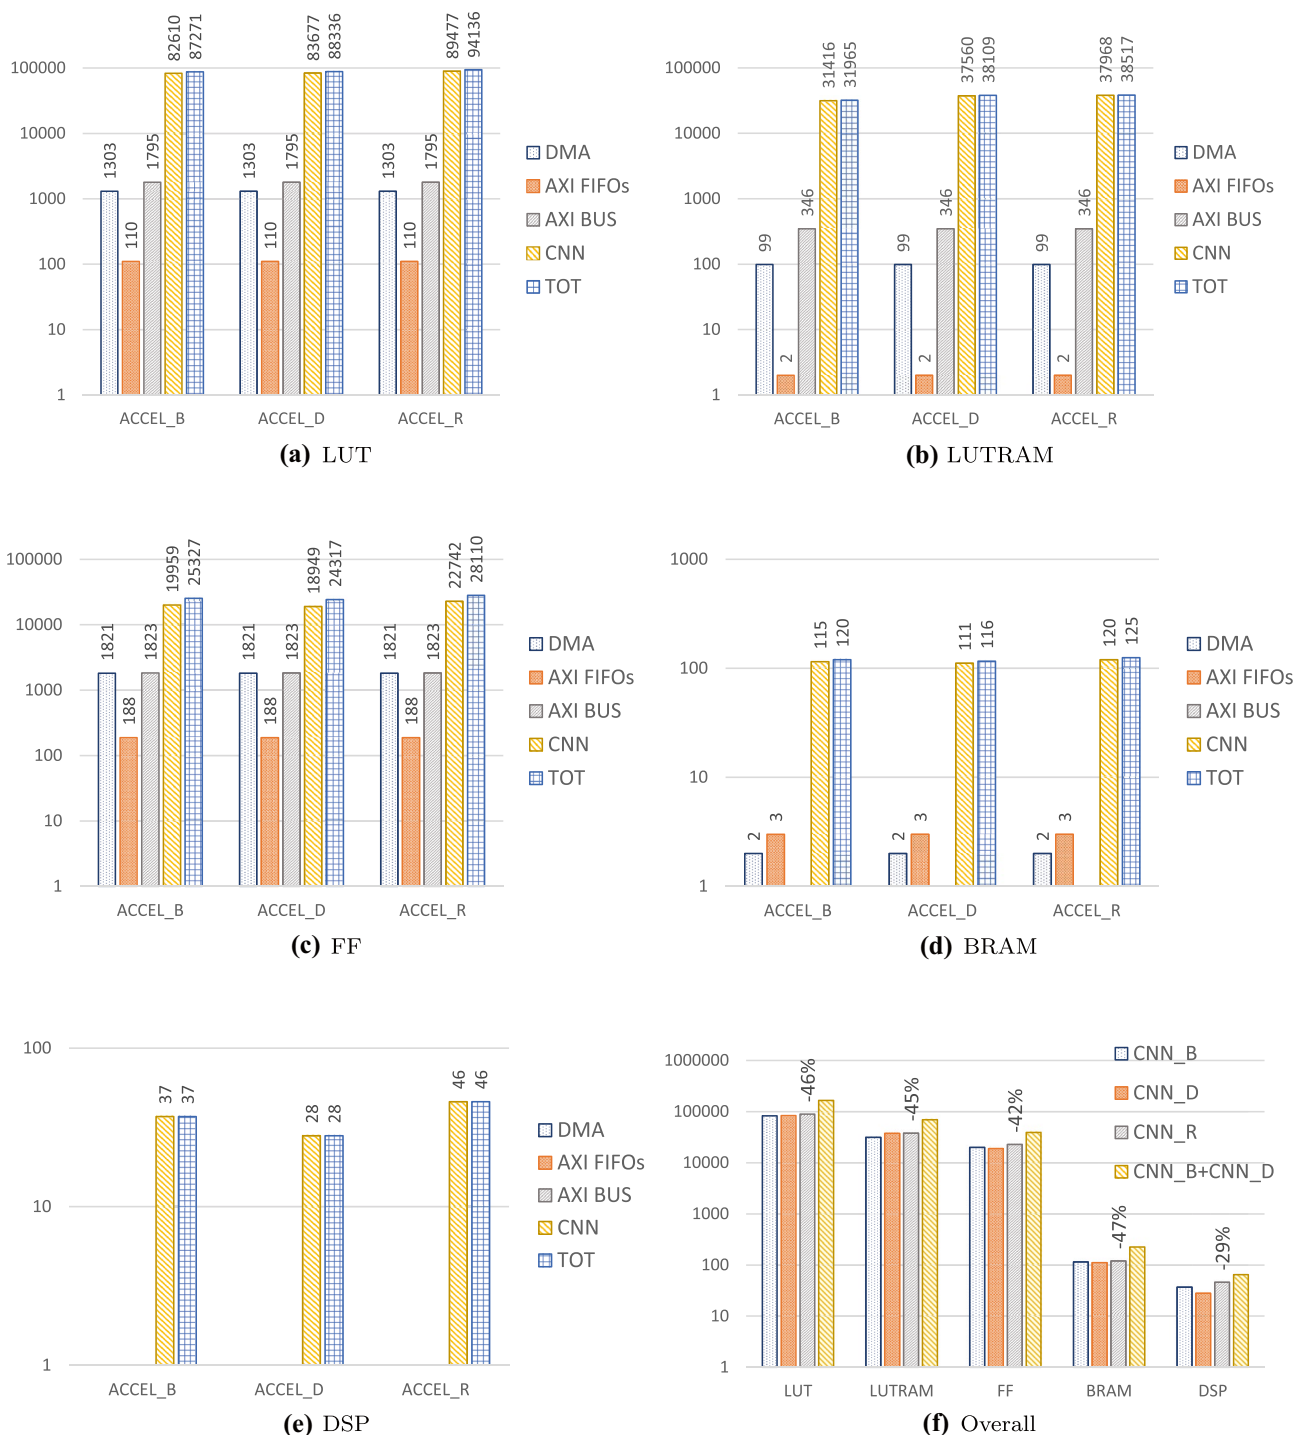 82610
87271
83677
88336
89477
94136
100000
10000
1000
100
10
1
1303
110
1795
1303
110
1795
1303
110
1795
ACCEL_B
ACCEL_D
ACCEL_R
DMA
AXI FIFOs
AXI BUS
CNN
TOT
(a) LUT
31416
31965
37560
38109
37968
38517
100000
10000
1000
100
10
1
99
2
346
99
2
346
99
2
346
ACCEL_B
ACCEL_D
ACCEL_R
DMA
AXI FIFOs
AXI BUS
CNN
TOT
(b) LUTRAM
100000
10000
1000
100
10
1
1821
188
1823
19959
25327
1821
188
1823
18949
24317
1821
188
1823
22742
28110
ACCEL_B
ACCEL_D
ACCEL_R
DMA
AXI FIFOs
AXI BUS
CNN
TOT
(c) FF
1000
100
10
1
2
3
115
120
2
3
111
116
2
3
120
125
ACCEL_B
ACCEL_D
ACCEL_R
DMA
AXI FIFOs
AXI BUS
CNN
TOT
(d) BRAM
100
10
1
37
37
28
28
46
46
ACCEL_B
ACCEL_D
ACCEL_R
DMA
AXI FIFOs
AXI BUS
CNN
TOT
(e) DSP
1000000
100000
10000
1000
100
10
1
-46%
-45%
-42%
-47%
-29%
LUT
LUTRAM
FF
BRAM
DSP
CNN_B
CNN_D
CNN_R
CNN_B+CNN_D
(f) Overall